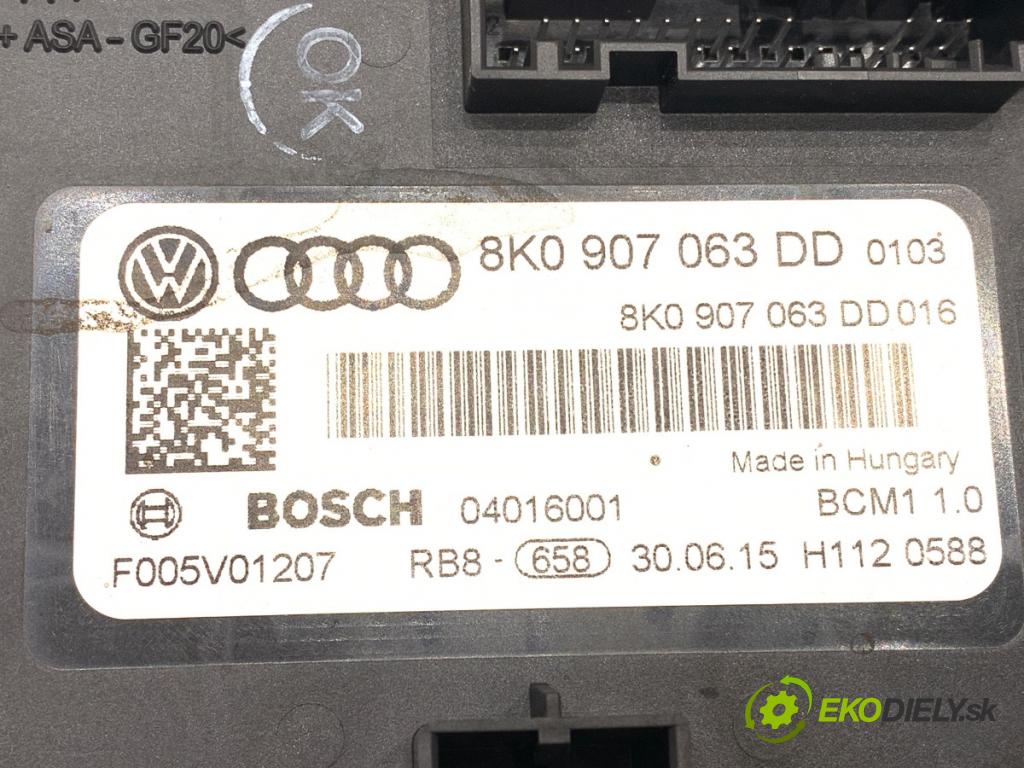 + ASA - GF20<
OK
8K0 907 063 DD 0103
8K0 907 063 DD 016
Made in Hungary
BOSCH 04016001 BCM1 1.0
F005V01207 RB8 - 658 30.06.15 H112 0588
EKODIELY.sk